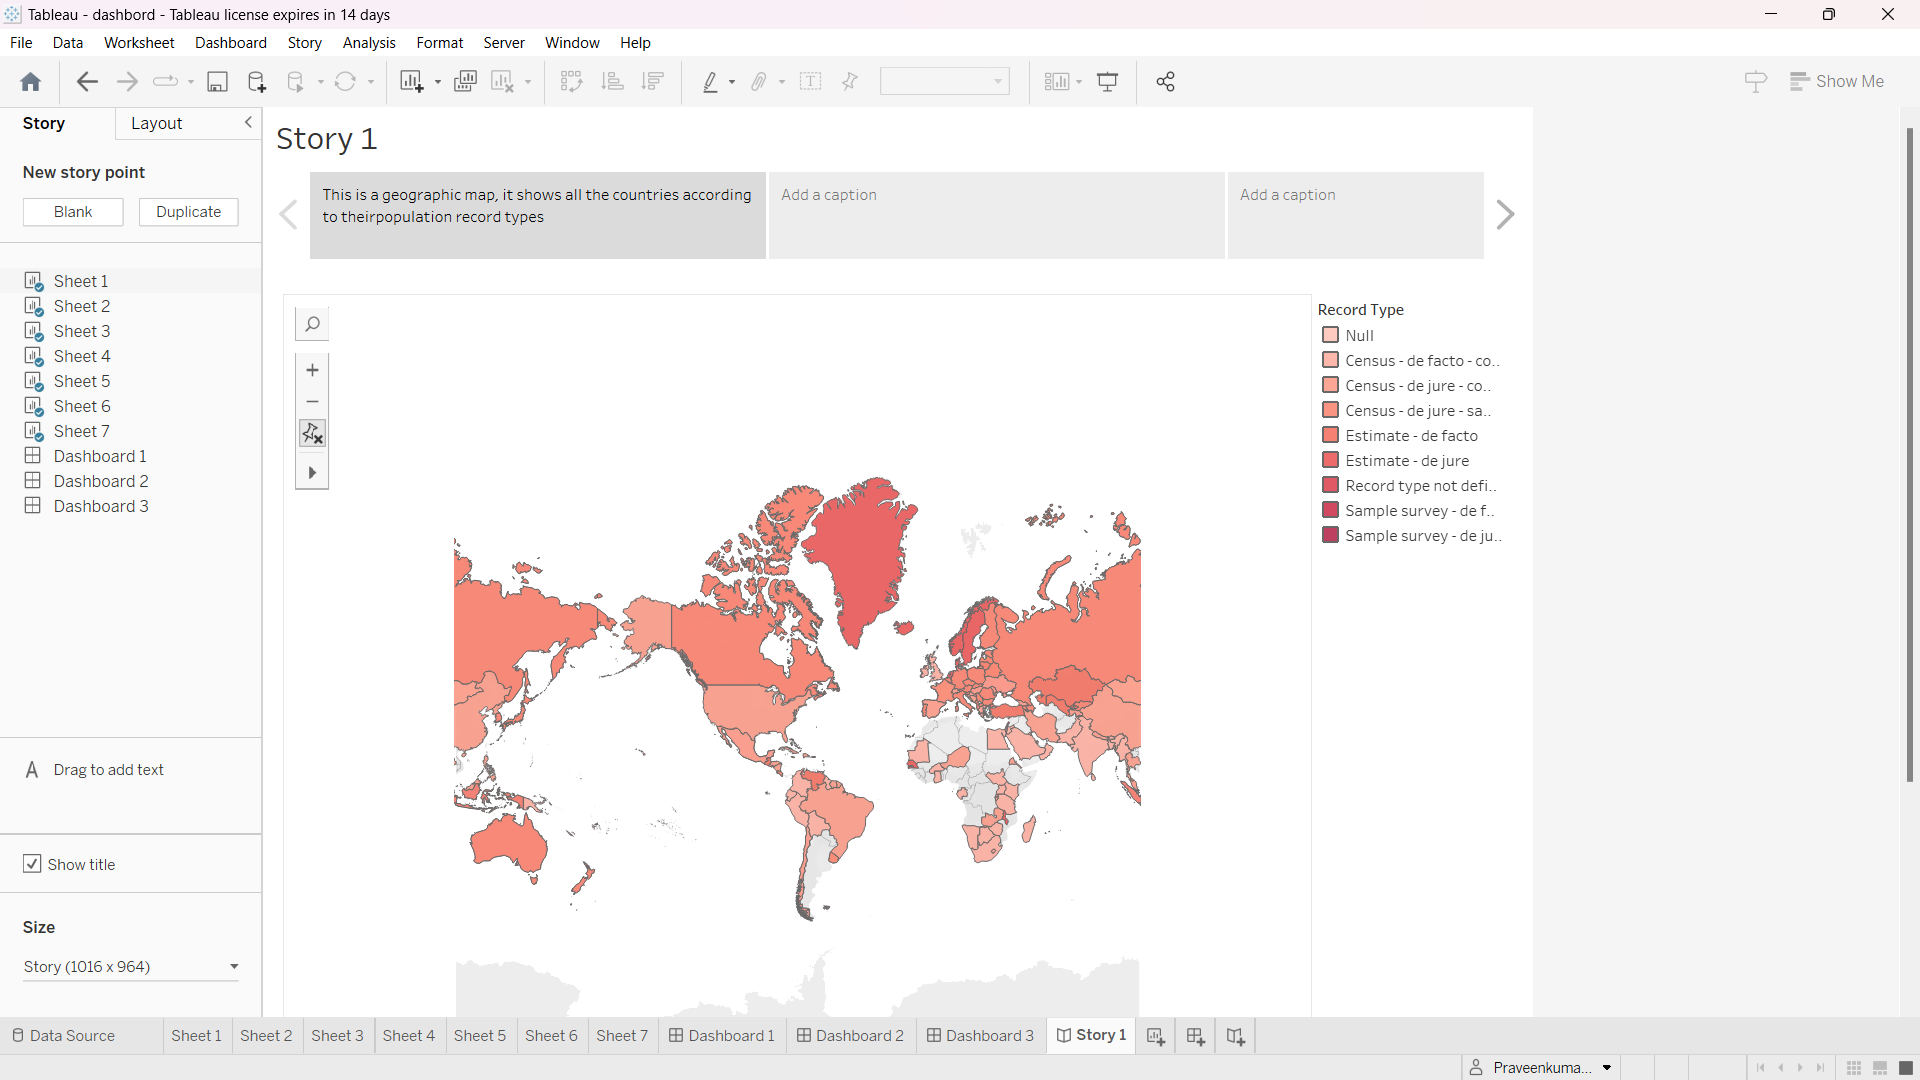 Tableau - dashbord - Tableau license expires in 14 days
File Data Worksheet Dashboard Story Analysis Format Server Window Help
Show Me
Story Layout
New story point
Blank Duplicate
Sheet 1
Sheet 2
Sheet 3
Sheet 4
Sheet 5
Sheet 6
Sheet 7
Dashboard 1
Dashboard 2
Dashboard 3
A Drag to add text
Show title
Size
Story (1016 x 964)
Story 1
This is a geographic map, it shows all the countries according
to theirpopulation record types
Add a caption
Add a caption
Record Type
Null
Census - de facto - co..
Census - de jure - co..
Census - de jure - sa..
Estimate - de facto
Estimate - de jure
Record type not defi..
Sample survey - de f..
Sample survey - de ju..
Data Source Sheet 1 Sheet 2 Sheet 3 Sheet 4 Sheet 5 Sheet 6 Sheet 7 Dashboard 1 Dashboard 2 Dashboard 3 Story 1
Praveenkuma...